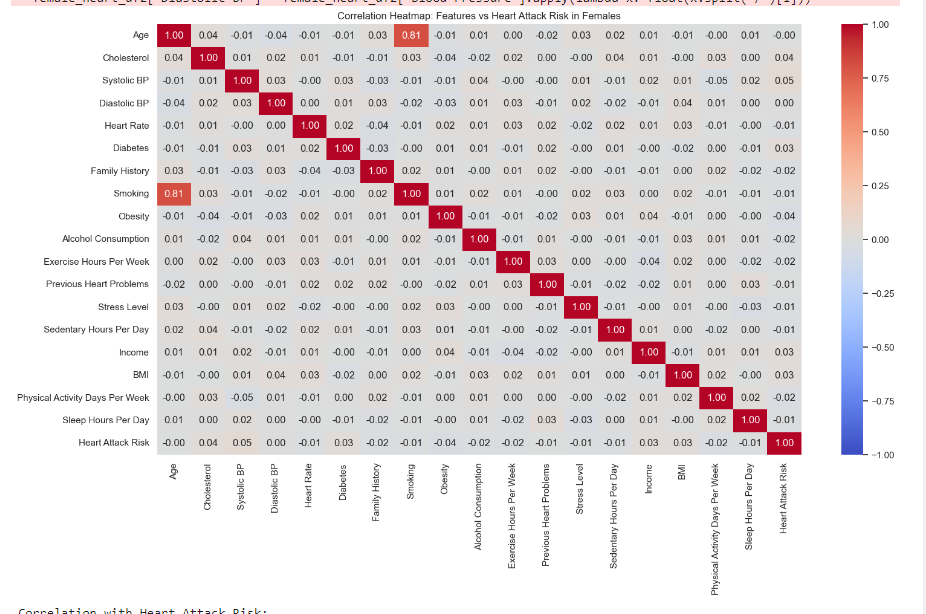 Correlation Heatmap: Features vs Heart Attack Risk in Females
Age 1.00 0.04 -0.01 -0.04 -0.01 -0.01 0.03 0.81 -0.01 0.01 0.00 -0.02 0.03 0.02 0.01 -0.01 -0.00 0.01 -0.00
Cholesterol 0.04 1.00 0.01 0.02 0.01 -0.01 -0.01 0.03 -0.04 -0.02 0.02 0.00 -0.00 0.04 0.01 -0.00 0.03 0.00 0.04
Systolic BP -0.01 0.01 1.00 0.03 -0.00 0.03 -0.03 -0.01 -0.01 0.04 -0.00 -0.00 0.01 -0.01 0.02 0.01 -0.05 0.02 0.05
Diastolic BP -0.04 0.02 0.03 1.00 0.00 0.01 0.03 -0.02 -0.03 0.01 0.03 -0.01 0.02 -0.02 -0.01 0.04 0.01 0.00 0.00
Heart Rate -0.01 0.01 -0.00 0.00 1.00 0.02 -0.04 -0.01 0.02 0.01 0.03 0.02 -0.02 0.02 0.01 0.03 -0.01 -0.00 -0.01
Diabetes -0.01 -0.01 0.03 0.01 0.02 1.00 -0.03 -0.00 0.01 0.01 -0.01 0.02 -0.00 0.01 -0.00 -0.02 0.00 -0.01 0.03
Family History 0.03 -0.01 -0.03 0.03 -0.04 -0.03 1.00 0.02 0.01 -0.00 0.01 0.02 -0.00 -0.01 -0.01 0.00 0.02 -0.02 -0.02
Smoking 0.81 0.03 -0.01 -0.02 -0.01 -0.00 0.02 1.00 0.01 0.02 0.01 -0.00 0.02 0.03 0.00 0.02 -0.01 -0.01 -0.01
Obesity -0.01 -0.04 -0.01 -0.03 0.02 0.01 0.01 0.01 1.00 -0.01 -0.01 -0.02 0.03 0.01 0.04 -0.01 0.00 -0.00 -0.04
Alcohol Consumption 0.01 -0.02 0.04 0.01 0.01 0.01 -0.00 0.02 -0.01 1.00 -0.01 0.01 -0.00 -0.01 -0.01 0.03 0.01 0.01 -0.02
Exercise Hours Per Week 0.00 0.02 -0.00 0.03 0.03 -0.01 0.01 0.01 -0.01 -0.01 1.00 0.03 0.00 -0.00 -0.04 0.02 0.00 -0.02 -0.02
Previous Heart Problems -0.02 0.00 -0.00 -0.01 0.02 0.02 0.02 -0.00 -0.02 0.01 0.03 1.00 -0.01 -0.02 -0.02 0.01 0.00 0.03 -0.01
Stress Level 0.03 -0.00 0.01 0.02 -0.02 -0.00 -0.00 0.02 0.03 -0.00 0.00 -0.01 1.00 -0.01 -0.00 0.01 -0.00 -0.03 -0.01
Sedentary Hours Per Day 0.02 0.04 -0.01 -0.02 0.02 0.01 -0.01 0.03 0.01 -0.01 -0.00 -0.02 -0.01 1.00 0.01 0.00 -0.02 0.00 -0.01
Income 0.01 0.01 0.02 -0.01 0.01 -0.00 -0.01 0.00 0.04 -0.01 -0.04 -0.02 -0.00 0.01 1.00 -0.01 0.01 0.01 0.03
BMI -0.01 -0.00 0.01 0.04 0.03 -0.02 0.00 0.02 -0.01 0.03 0.02 0.01 0.01 0.00 -0.01 1.00 0.02 -0.00 0.03
Physical Activity Days Per Week -0.00 0.03 -0.05 0.01 -0.01 0.00 0.02 -0.01 0.00 0.01 0.00 0.00 -0.00 -0.02 0.01 0.02 1.00 0.02 -0.02
Sleep Hours Per Day 0.01 0.00 0.02 0.00 -0.00 -0.01 -0.02 -0.01 -0.00 0.01 -0.02 0.03 -0.03 0.00 0.01 -0.00 0.02 1.00 -0.01
Heart Attack Risk -0.00 0.04 0.05 0.00 -0.01 0.03 -0.02 -0.01 -0.04 -0.02 -0.02 -0.01 -0.01 -0.01 0.03 0.03 -0.02 -0.01 1.00
Age
Cholesterol
Systolic BP
Diastolic BP
Heart Rate
Diabetes
Family History
Smoking
Obesity
Alcohol Consumption
Exercise Hours Per Week
Previous Heart Problems
Stress Level
Sedentary Hours Per Day
Income
BMI
Physical Activity Days Per Week
Sleep Hours Per Day
Heart Attack Risk
1.00
0.75
0.50
0.25
0.00
−0.25
−0.50
−0.75
−1.00
Correlation with Heart Attack Risk: